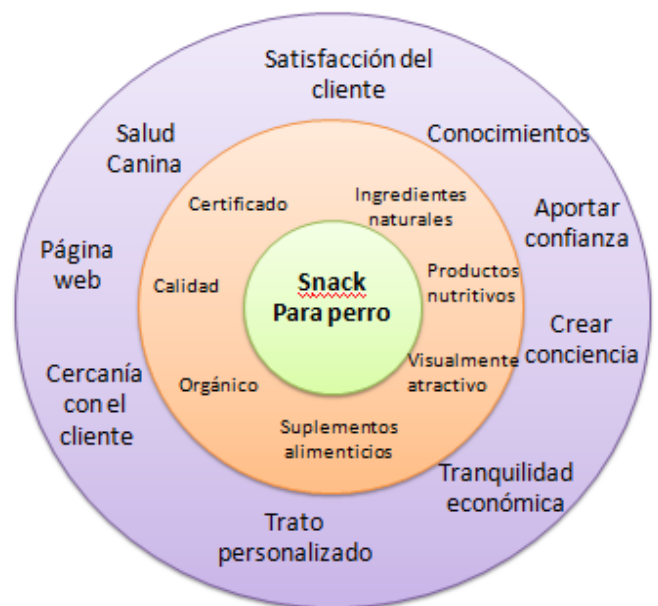 Satisfacción del
cliente
Conocimientos
Aportar
confianza
Crear
conciencia
Tranquilidad
económica
Trato
personalizado
Cercanía
con el
cliente
Página
web
Salud
Canina
Certificado
Ingredientes
naturales
Productos
nutritivos
Visualmente
atractivo
Suplementos
alimenticios
Orgánico
Calidad
Snack
Para perro